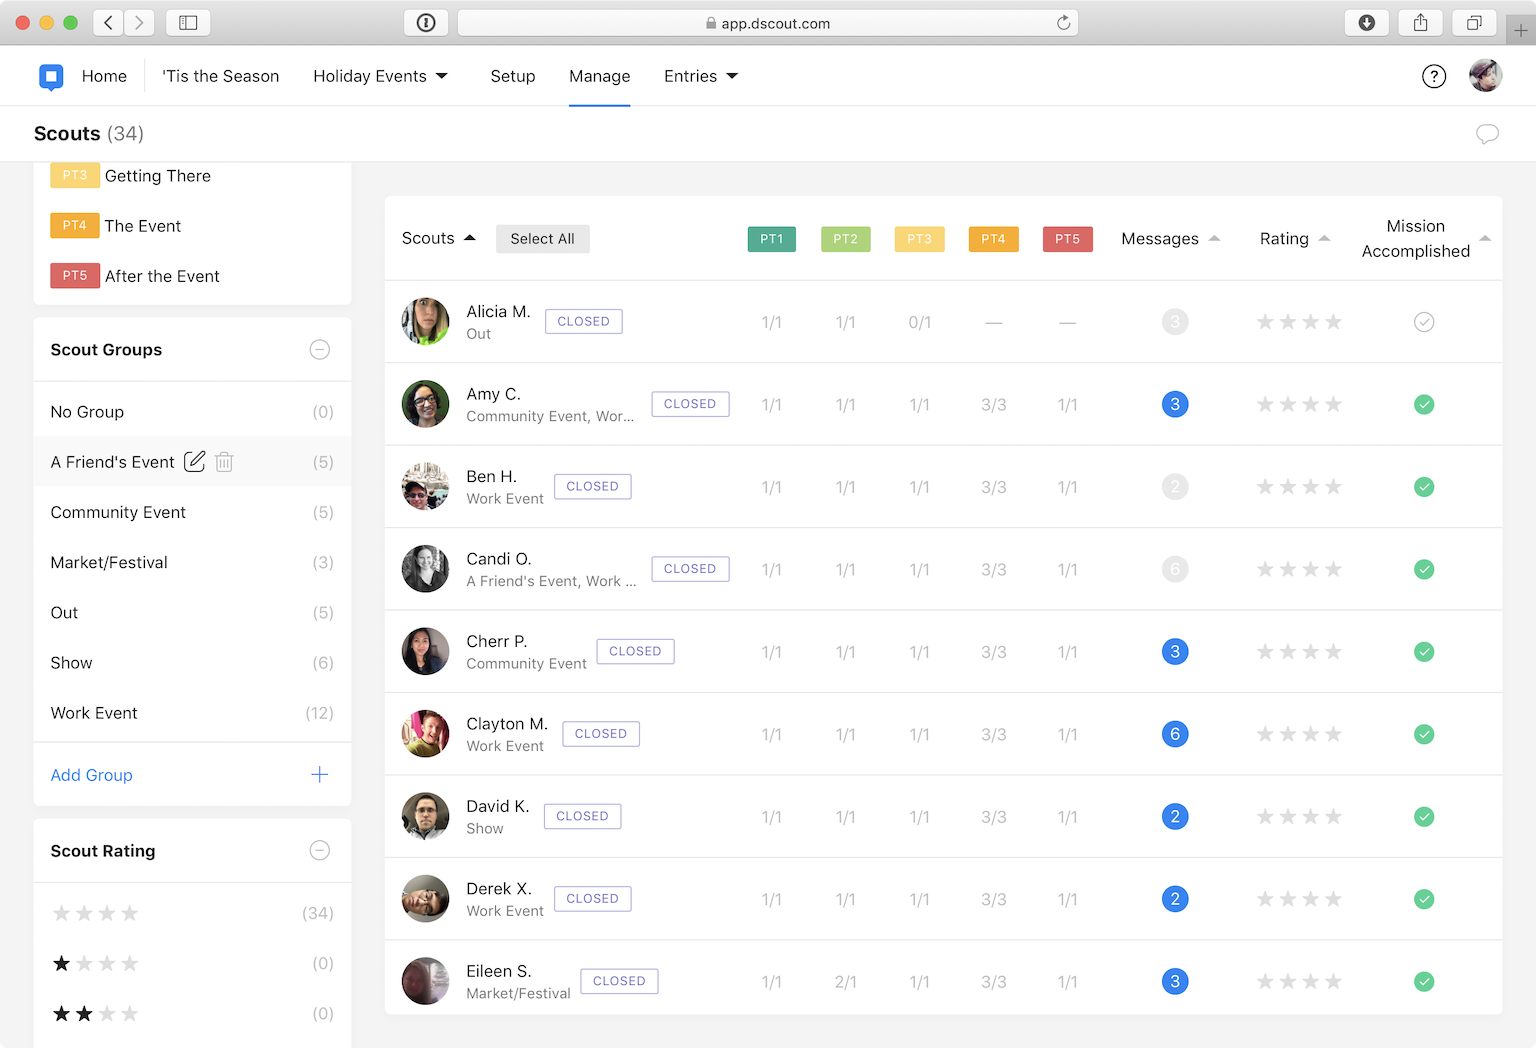 app.dscout.com
Home
'Tis the Season
Holiday Events
Setup
Manage
Entries
?
Scouts (34)
PT3 Getting There
PT4 The Event
PT5 After the Event
Scout Groups
No Group (0)
A Friend's Event (5)
Community Event (5)
Market/Festival (3)
Out (5)
Show (6)
Work Event (12)
Add Group
Scout Rating
(34)
(0)
(0)
Scouts Select All PT1 PT2 PT3 PT4 PT5 Messages Rating Mission
Accomplished
Alicia M. CLOSED 1/1 1/1 0/1 — — 3
Out
Amy C. CLOSED 1/1 1/1 1/1 3/3 1/1 3
Community Event, Wor...
Ben H. CLOSED 1/1 1/1 1/1 3/3 1/1 2
Work Event
Candi O. CLOSED 1/1 1/1 1/1 3/3 1/1 6
A Friend's Event, Work ...
Cherr P. CLOSED 1/1 1/1 1/1 3/3 1/1 3
Community Event
Clayton M. CLOSED 1/1 1/1 1/1 3/3 1/1 6
Work Event
David K. CLOSED 1/1 1/1 1/1 3/3 1/1 2
Show
Derek X. CLOSED 1/1 1/1 1/1 3/3 1/1 2
Work Event
Eileen S. CLOSED 1/1 2/1 1/1 3/3 1/1 3
Market/Festival